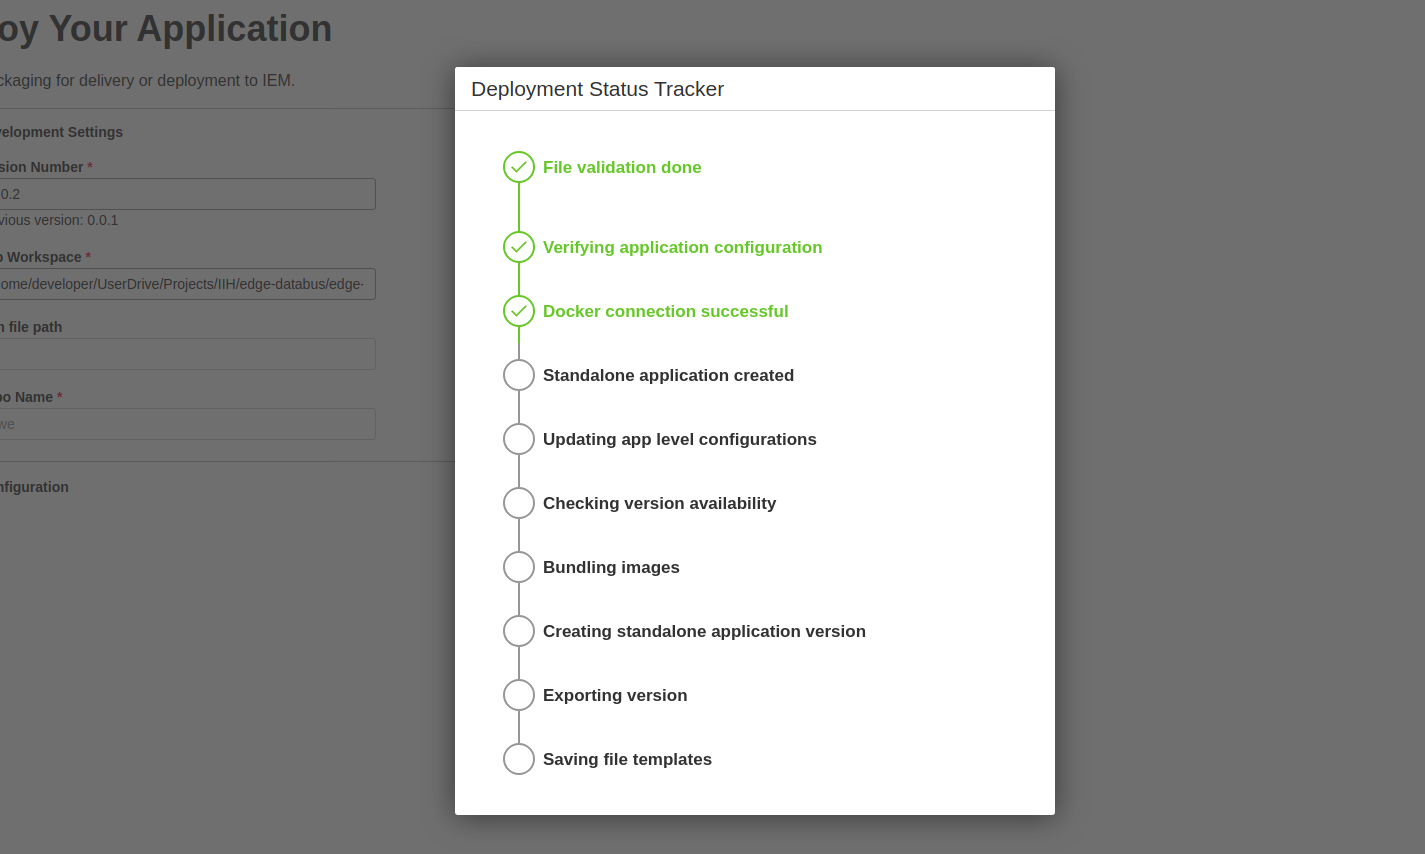 oy Your Application
ckaging for delivery or deployment to IEM.
velopment Settings
sion Number *
0.2
vious version: 0.0.1
o Workspace *
ome/developer/UserDrive/Projects/IIH/edge-databus/edge-
n file path
oo Name *
we
nfiguration
Deployment Status Tracker
File validation done
Verifying application configuration
Docker connection successful
Standalone application created
Updating app level configurations
Checking version availability
Bundling images
Creating standalone application version
Exporting version
Saving file templates